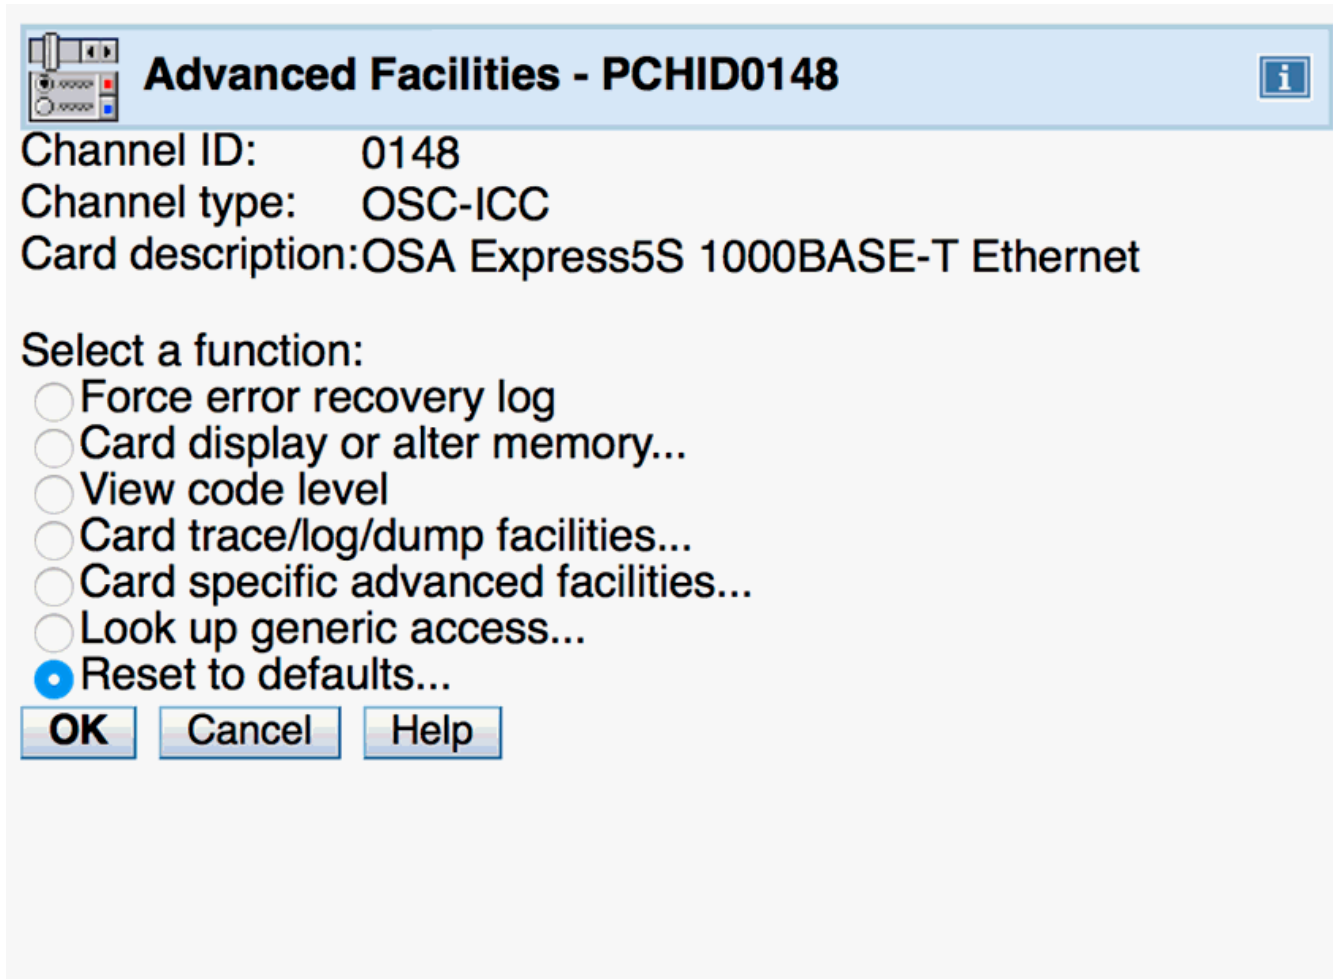 Advanced Facilities - PCHID0148
Channel ID: 0148
Channel type: OSC-ICC
Card description: OSA Express5S 1000BASE-T Ethernet
Select a function:
Force error recovery log
Card display or alter memory...
View code level
Card trace/log/dump facilities...
Card specific advanced facilities...
Look up generic access...
Reset to defaults...
OK Cancel Help